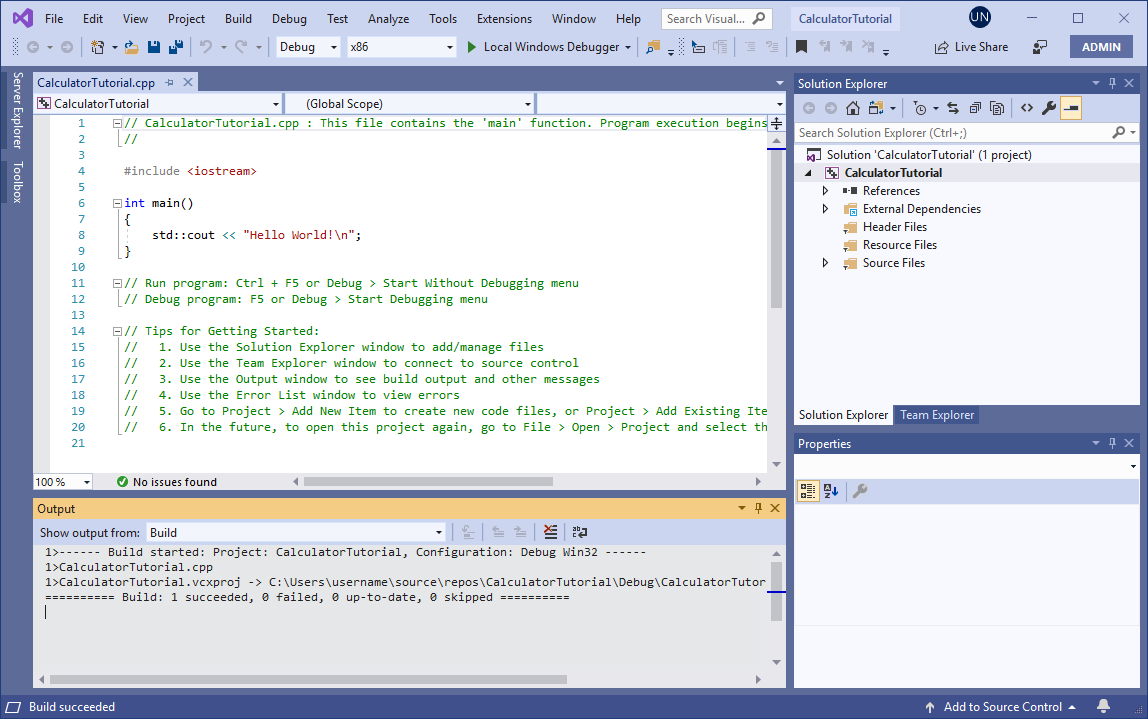 File Edit View Project Build Debug Test Analyze Tools Extensions Window Help Search Visual... CalculatorTutorial UN
Debug x86 Local Windows Debugger Live Share ADMIN
Server Explorer
Toolbox
CalculatorTutorial.cpp
CalculatorTutorial (Global Scope)
1 // CalculatorTutorial.cpp : This file contains the 'main' function. Program execution begins
2 //
3
4 #include <iostream>
5
6 int main()
7 {
8 std::cout << "Hello World!\n";
9 }
10
11 // Run program: Ctrl + F5 or Debug > Start Without Debugging menu
12 // Debug program: F5 or Debug > Start Debugging menu
13
14 // Tips for Getting Started:
15 // 1. Use the Solution Explorer window to add/manage files
16 // 2. Use the Team Explorer window to connect to source control
17 // 3. Use the Output window to see build output and other messages
18 // 4. Use the Error List window to view errors
19 // 5. Go to Project > Add New Item to create new code files, or Project > Add Existing Ite
20 // 6. In the future, to open this project again, go to File > Open > Project and select th
21
100 % No issues found
Output
Show output from: Build
1>------ Build started: Project: CalculatorTutorial, Configuration: Debug Win32 ------
1>CalculatorTutorial.cpp
1>CalculatorTutorial.vcxproj -> C:\Users\username\source\repos\CalculatorTutorial\Debug\CalculatorTutor
========== Build: 1 succeeded, 0 failed, 0 up-to-date, 0 skipped ==========
Solution Explorer
Search Solution Explorer (Ctrl+;)
Solution 'CalculatorTutorial' (1 project)
CalculatorTutorial
References
External Dependencies
Header Files
Resource Files
Source Files
Solution Explorer Team Explorer
Properties
Build succeeded Add to Source Control